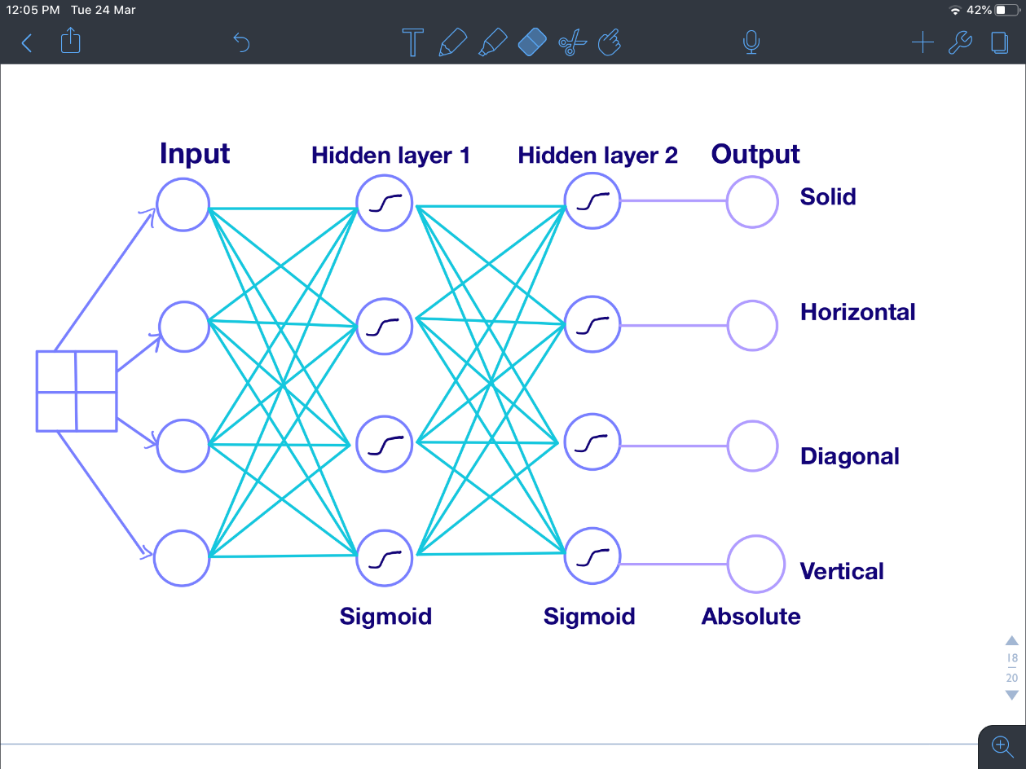 12:05 PM Tue 24 Mar
42%
T
Input Hidden layer 1 Hidden layer 2 Output
Solid
Horizontal
Diagonal
Vertical
Sigmoid Sigmoid Absolute
18
20